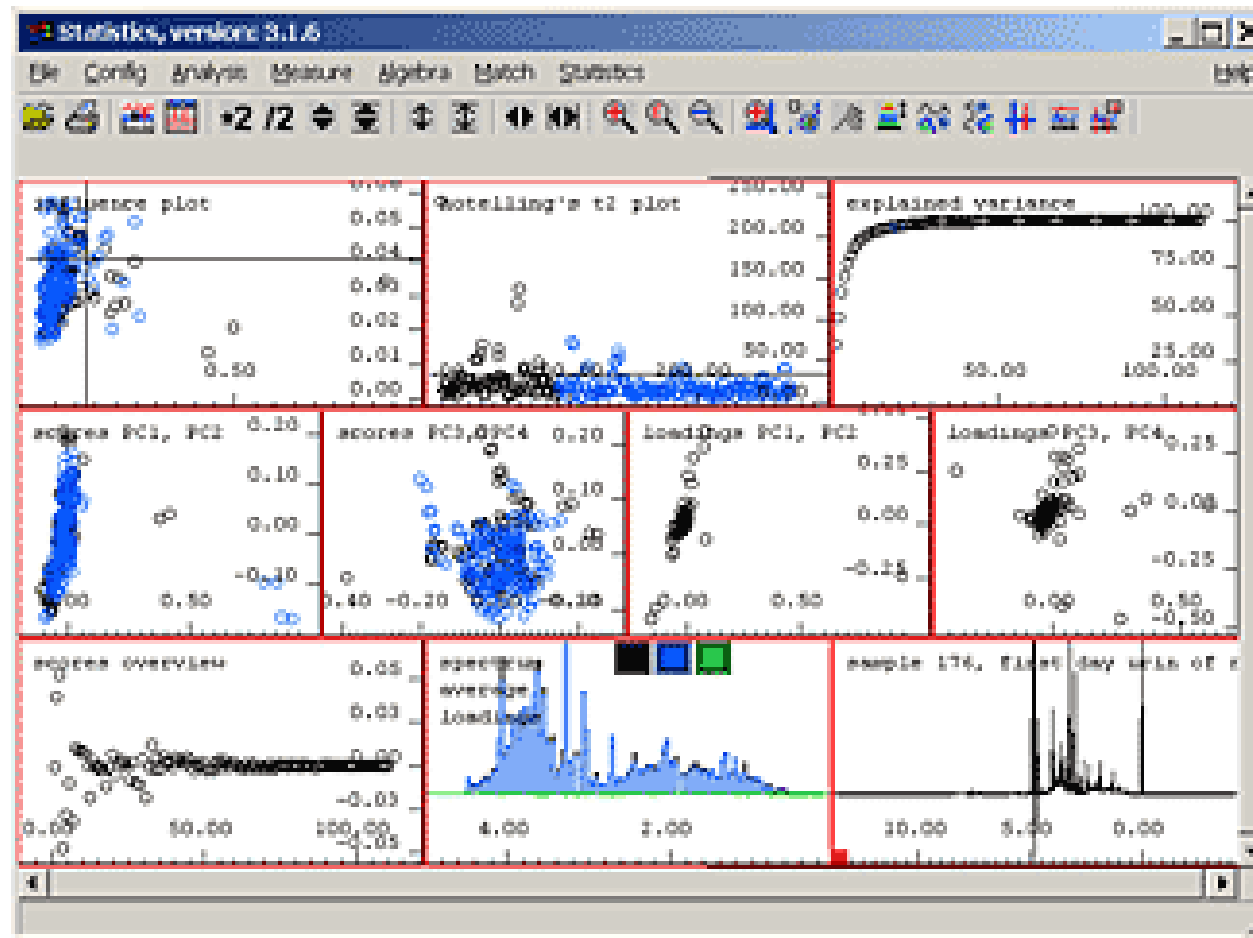 Statistics, version: 3.1.6
File Config Analysis Measure Algebra Match Statistics Help
*2 /2
influence plot
0.06
0.05
0.04
0.03
0.02
0.01
0.00
0.50
Hotelling's t2 plot
250.00
200.00
150.00
100.00
50.00
200.00
explained variance
100.00
75.00
50.00
25.00
50.00 100.00
scores PC1, PC2
0.20
0.10
0.00
-0.10
0.00 0.50
scores PC3, PC4
0.20
0.10
0.00
-0.20
loadings PC1, PC2
0.25
0.00
-0.25
0.00 0.50
loadings PC3, PC4
0.25
0.00
-0.25
-0.50
0.00 0.50
scores overview
0.05
0.03
0.00
-0.03
-0.05
0.00 50.00 100.00
spectrum
average
loadings
4.00 2.00
sample 176, first day urin of
10.00 5.00 0.00